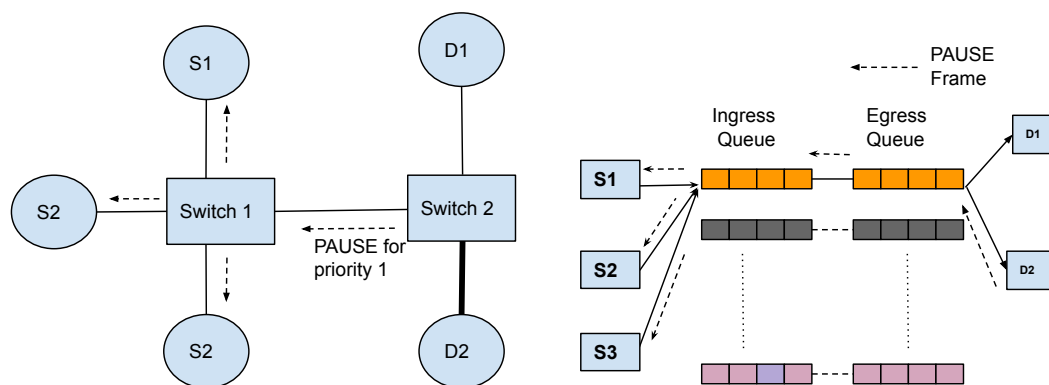 S1
D1
S2
Switch 1
Switch 2
PAUSE for
priority 1
S2
D2
PAUSE
Frame
Ingress
Queue
Egress
Queue
S1
D1
S2
D2
S3